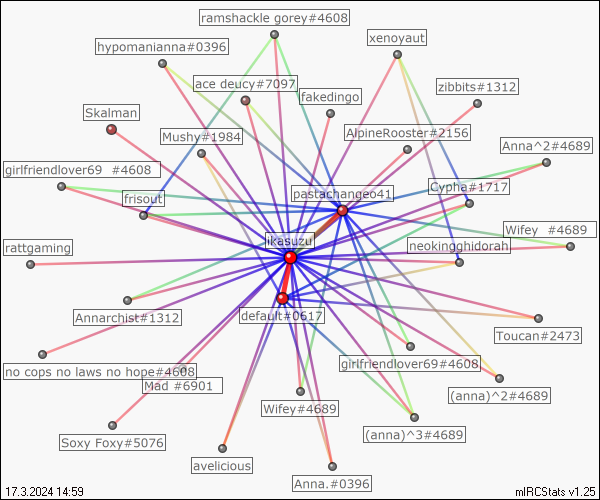 ramshackle gorey#4608
xenoyaut
hypomanianna#0396
ace deucy#7097
zibbits#1312
fakedingo
Skalman
Mushy#1984
AlpineRooster#2156
Anna^2#4689
girlfriendlover69 #4608
pastachangeo41
Cypha#1717
frisout
Wifey #4689
rattgaming
ikasuzu
neokingghidorah
Annarchist#1312
default#0617
Toucan#2473
no cops no laws no hope#4608
girlfriendlover69#4608
Mad #6901
(anna)^2#4689
Wifey#4689
(anna)^3#4689
Soxy Foxy#5076
avelicious
Anna.#0396
17.3.2024 14:59
mIRCStats v1.25